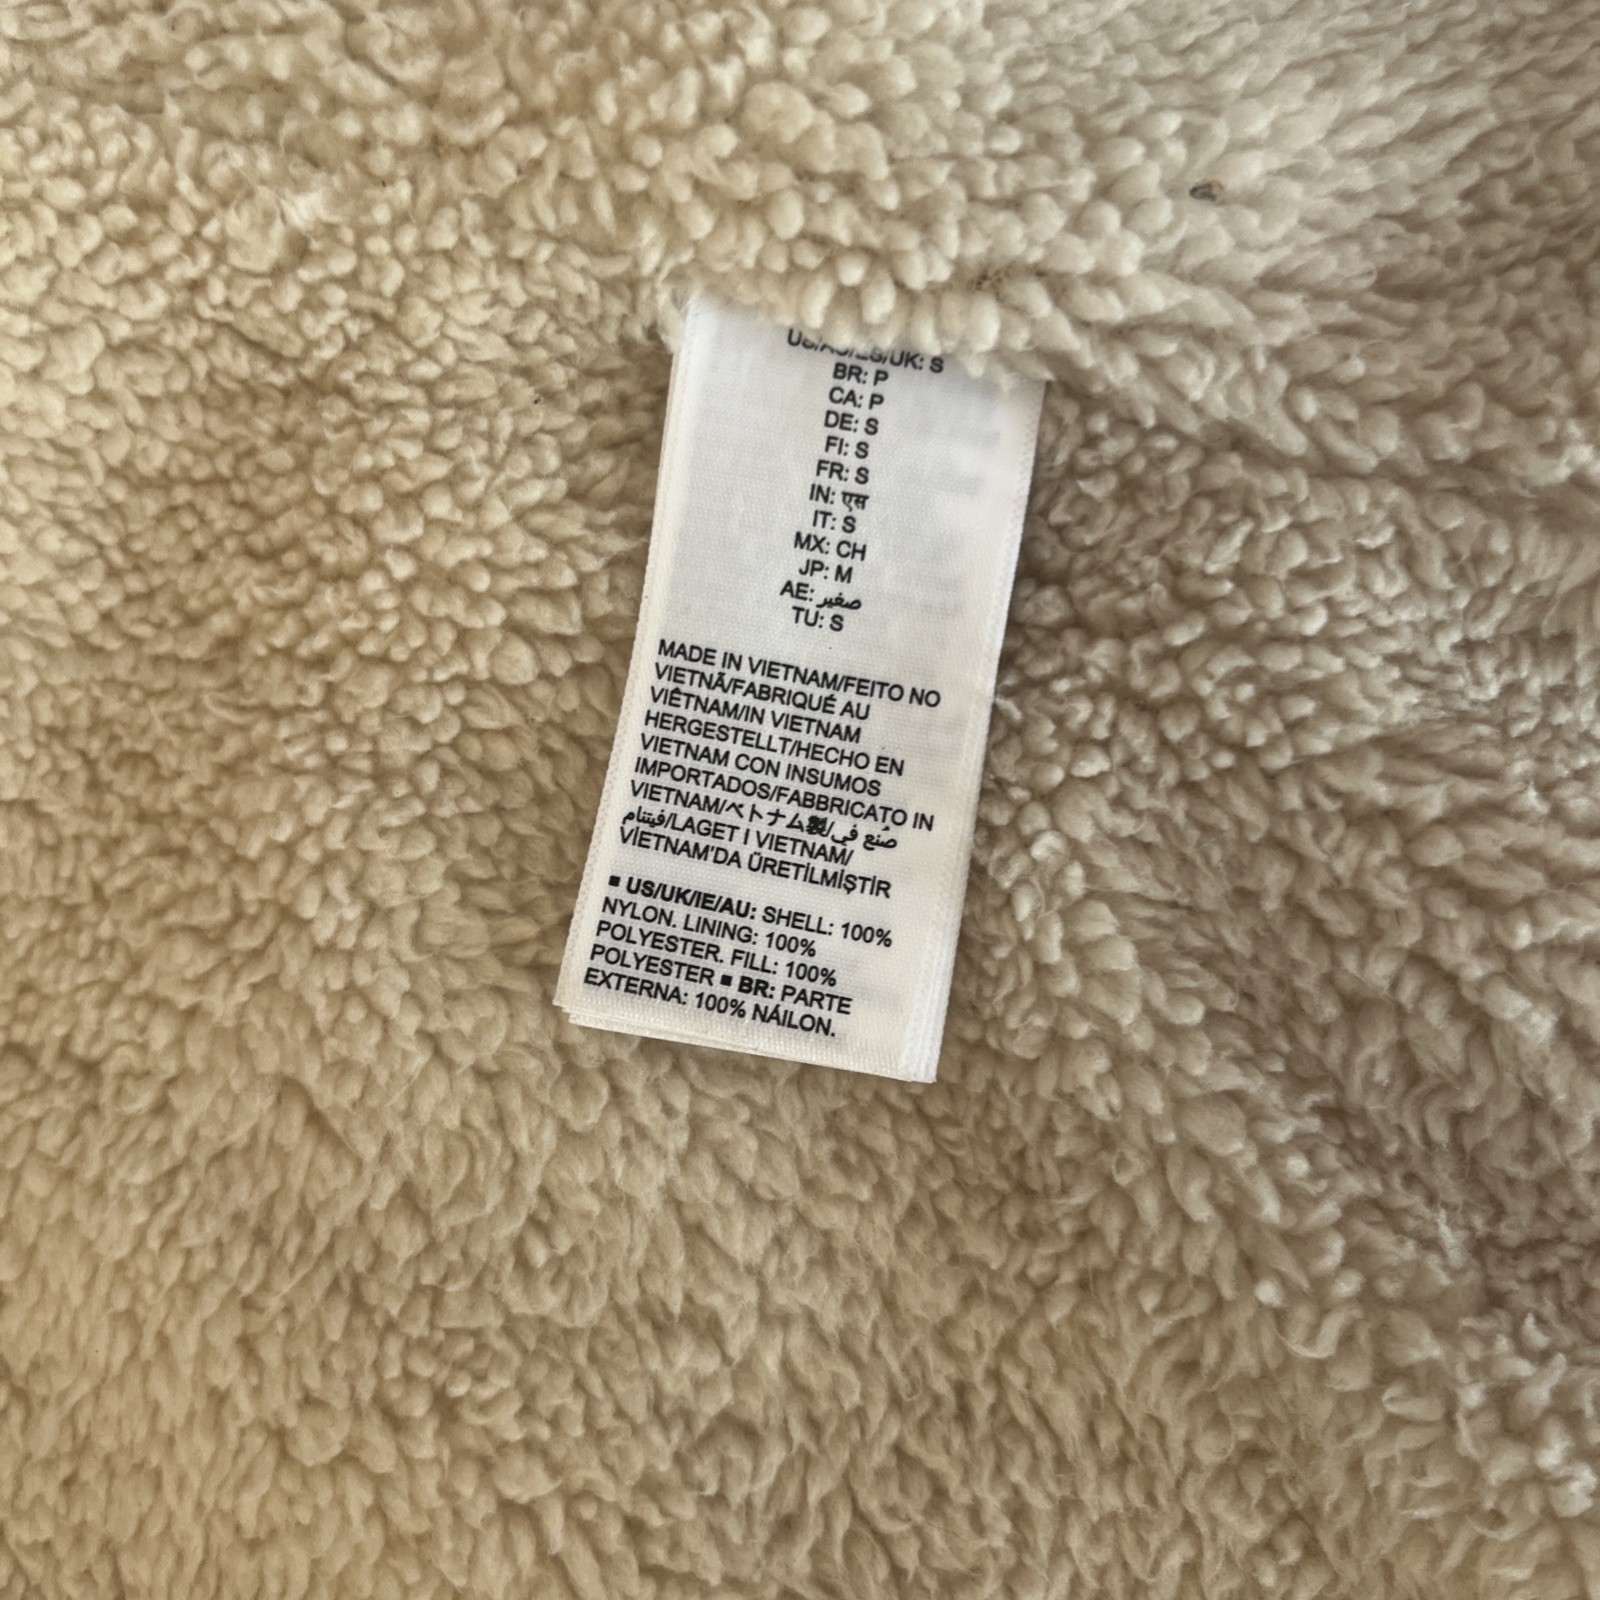 US/AU/ES/UK: S
BR: P
CA: P
DE: S
FI: S
FR: S
IN: एस
IT: S
MX: CH
JP: M
AE: صغير
TU: S
MADE IN VIETNAM/FEITO NO
VIETNÃ/FABRIQUÉ AU
VIÊTNAM/IN VIETNAM
HERGESTELLT/HECHO EN
VIETNAM CON INSUMOS
IMPORTADOS/FABBRICATO IN
VIETNAM/ベトナム製/صُنع في
فيتنام/LAGET I VIETNAM/
VİETNAM'DA ÜRETİLMİŞTİR
■ US/UK/IE/AU: SHELL: 100%
NYLON. LINING: 100%
POLYESTER. FILL: 100%
POLYESTER ■ BR: PARTE
EXTERNA: 100% NÁILON.